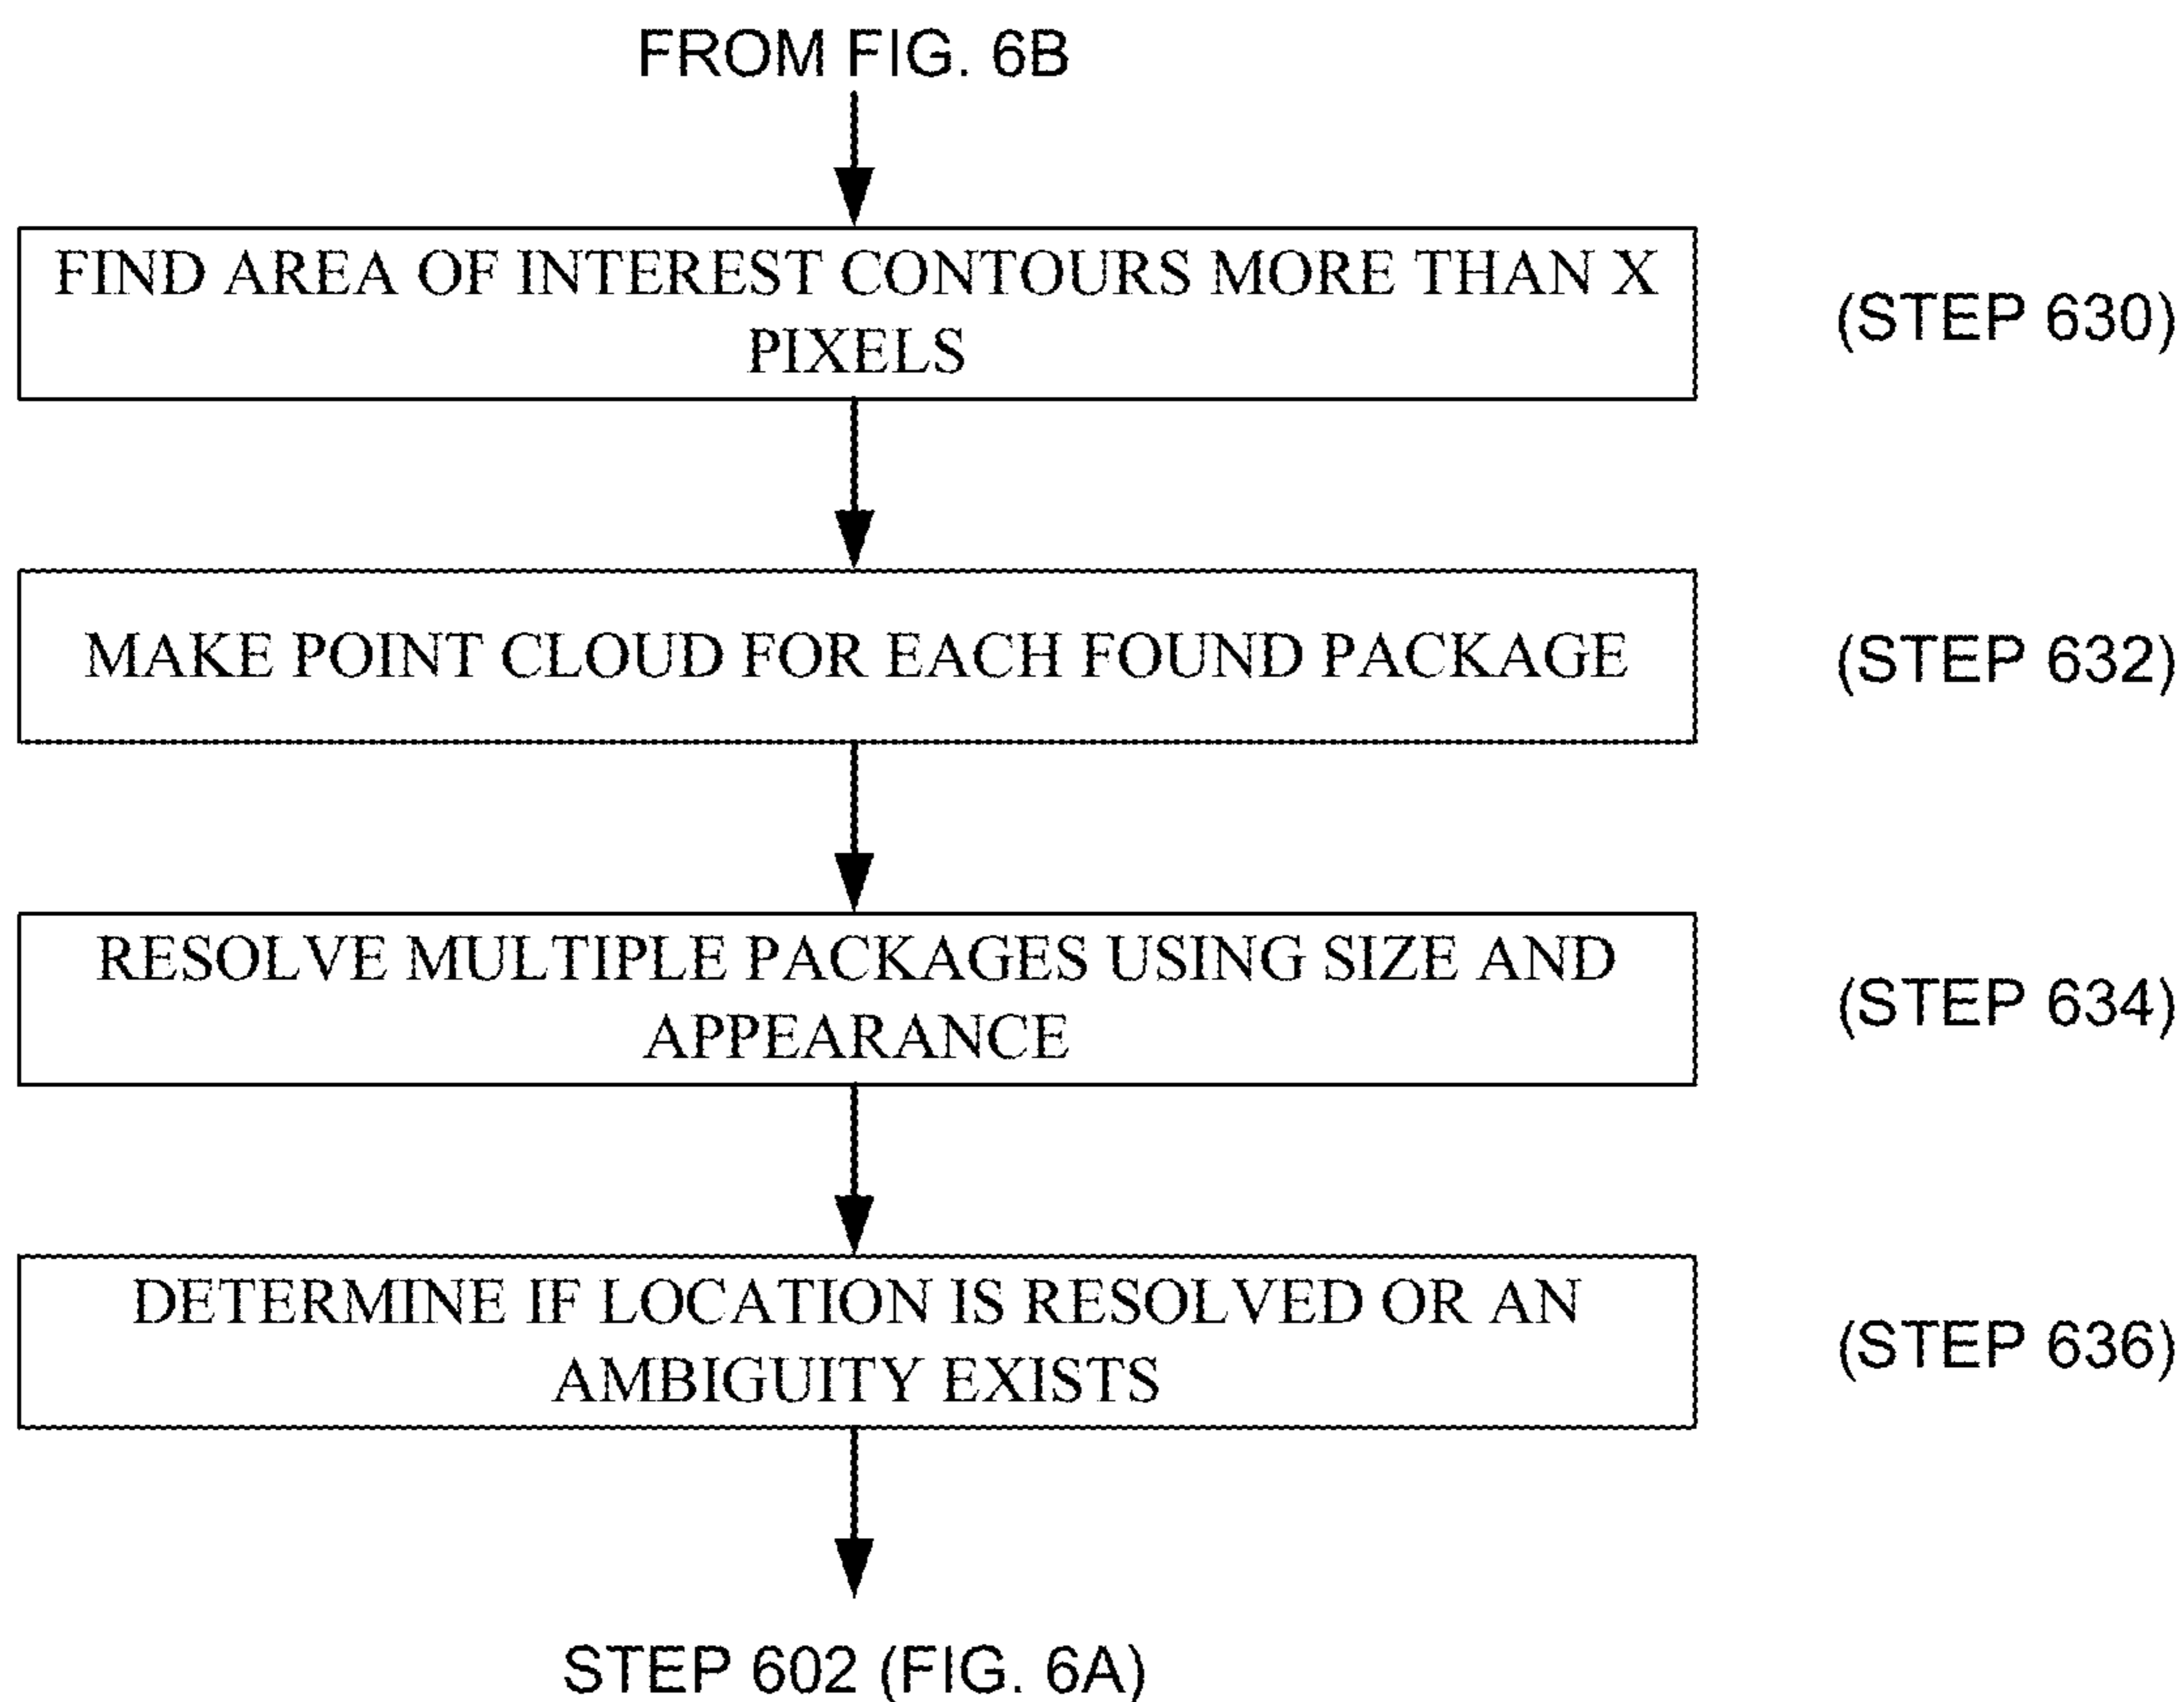 FROM FIG. 6B
FIND AREA OF INTEREST CONTOURS MORE THAN X
PIXELS
(STEP 630)
MAKE POINT CLOUD FOR EACH FOUND PACKAGE
(STEP 632)
RESOLVE MULTIPLE PACKAGES USING SIZE AND
APPEARANCE
(STEP 634)
DETERMINE IF LOCATION IS RESOLVED OR AN
AMBIGUITY EXISTS
(STEP 636)
STEP 602 (FIG. 6A)